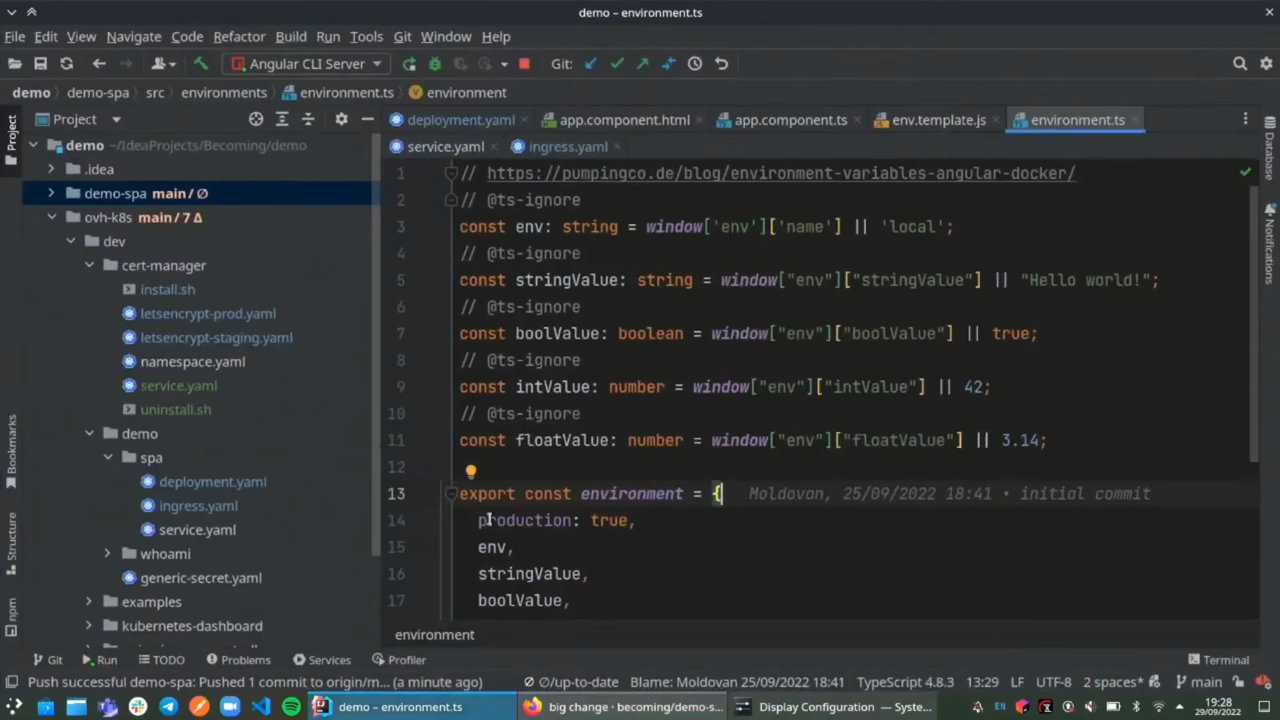 demo – environment.ts
File Edit View Navigate Code Refactor Build Run Tools Git Window Help
Angular CLI Server Git:
demo demo-spa src environments environment.ts environment
Project deployment.yaml app.component.html app.component.ts env.template.js environment.ts
service.yaml ingress.yaml
demo ~/IdeaProjects/Becoming/demo
.idea
demo-spa main / ∅
ovh-k8s main / 7 Δ
dev
cert-manager
install.sh
letsencrypt-prod.yaml
letsencrypt-staging.yaml
namespace.yaml
service.yaml
uninstall.sh
demo
spa
deployment.yaml
ingress.yaml
service.yaml
whoami
generic-secret.yaml
examples
kubernetes-dashboard
1 // https://pumpingco.de/blog/environment-variables-angular-docker/
2 // @ts-ignore
3 const env: string = window['env']['name'] || 'local';
4 // @ts-ignore
5 const stringValue: string = window["env"]["stringValue"] || "Hello world!";
6 // @ts-ignore
7 const boolValue: boolean = window["env"]["boolValue"] || true;
8 // @ts-ignore
9 const intValue: number = window["env"]["intValue"] || 42;
10 // @ts-ignore
11 const floatValue: number = window["env"]["floatValue"] || 3.14;
12
13 export const environment = { Moldovan, 25/09/2022 18:41 • initial commit
14 production: true,
15 env,
16 stringValue,
17 boolValue,
environment
Project
Bookmarks
Structure
npm
Database
Notifications
Git Run TODO Problems Services Profiler Terminal
Push successful demo-spa: Pushed 1 commit to origin/m... (a minute ago) ∅/up-to-date Blame: Moldovan 25/09/2022 18:41 TypeScript 4.8.3 13:29 LF UTF-8 2 spaces* main
demo – environment.ts big change · becoming/demo-s... Display Configuration — Syste... EN 19:28
29/09/2022